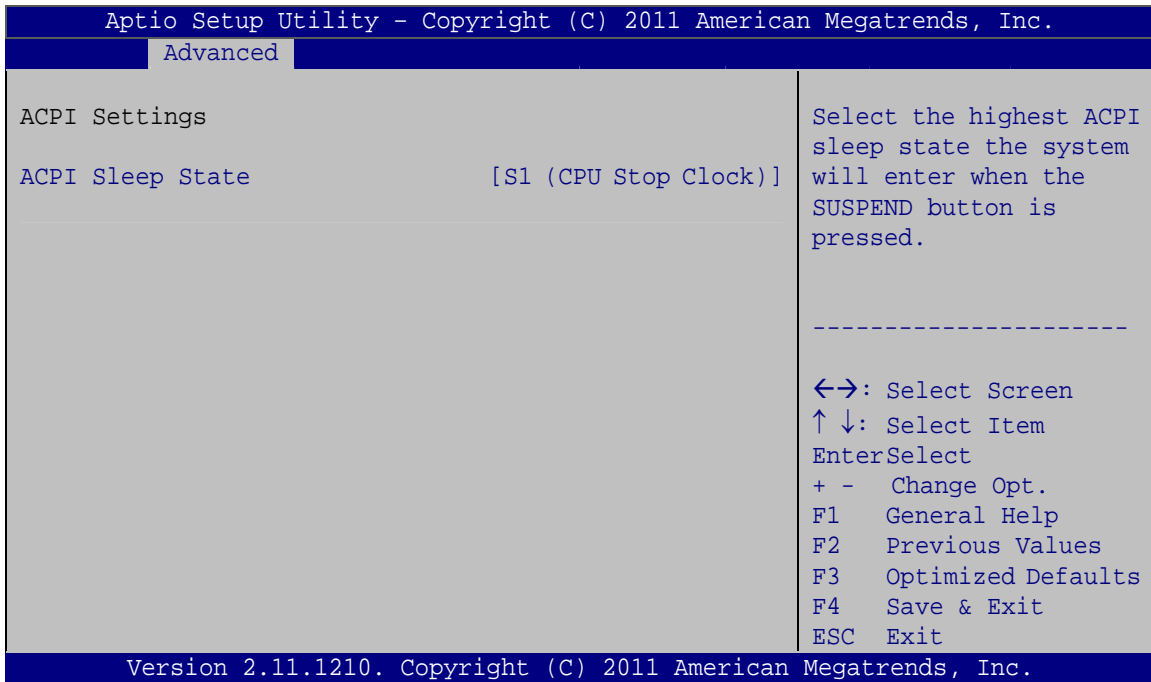 Aptio Setup Utility – Copyright (C) 2011 American Megatrends, Inc.
Advanced
ACPI Settings
ACPI Sleep State [S1 (CPU Stop Clock)]
Select the highest ACPI
sleep state the system
will enter when the
SUSPEND button is
pressed.
----------------------
←→: Select Screen
↑ ↓: Select Item
EnterSelect
+ - Change Opt.
F1 General Help
F2 Previous Values
F3 Optimized Defaults
F4 Save & Exit
ESC Exit
Version 2.11.1210. Copyright (C) 2011 American Megatrends, Inc.